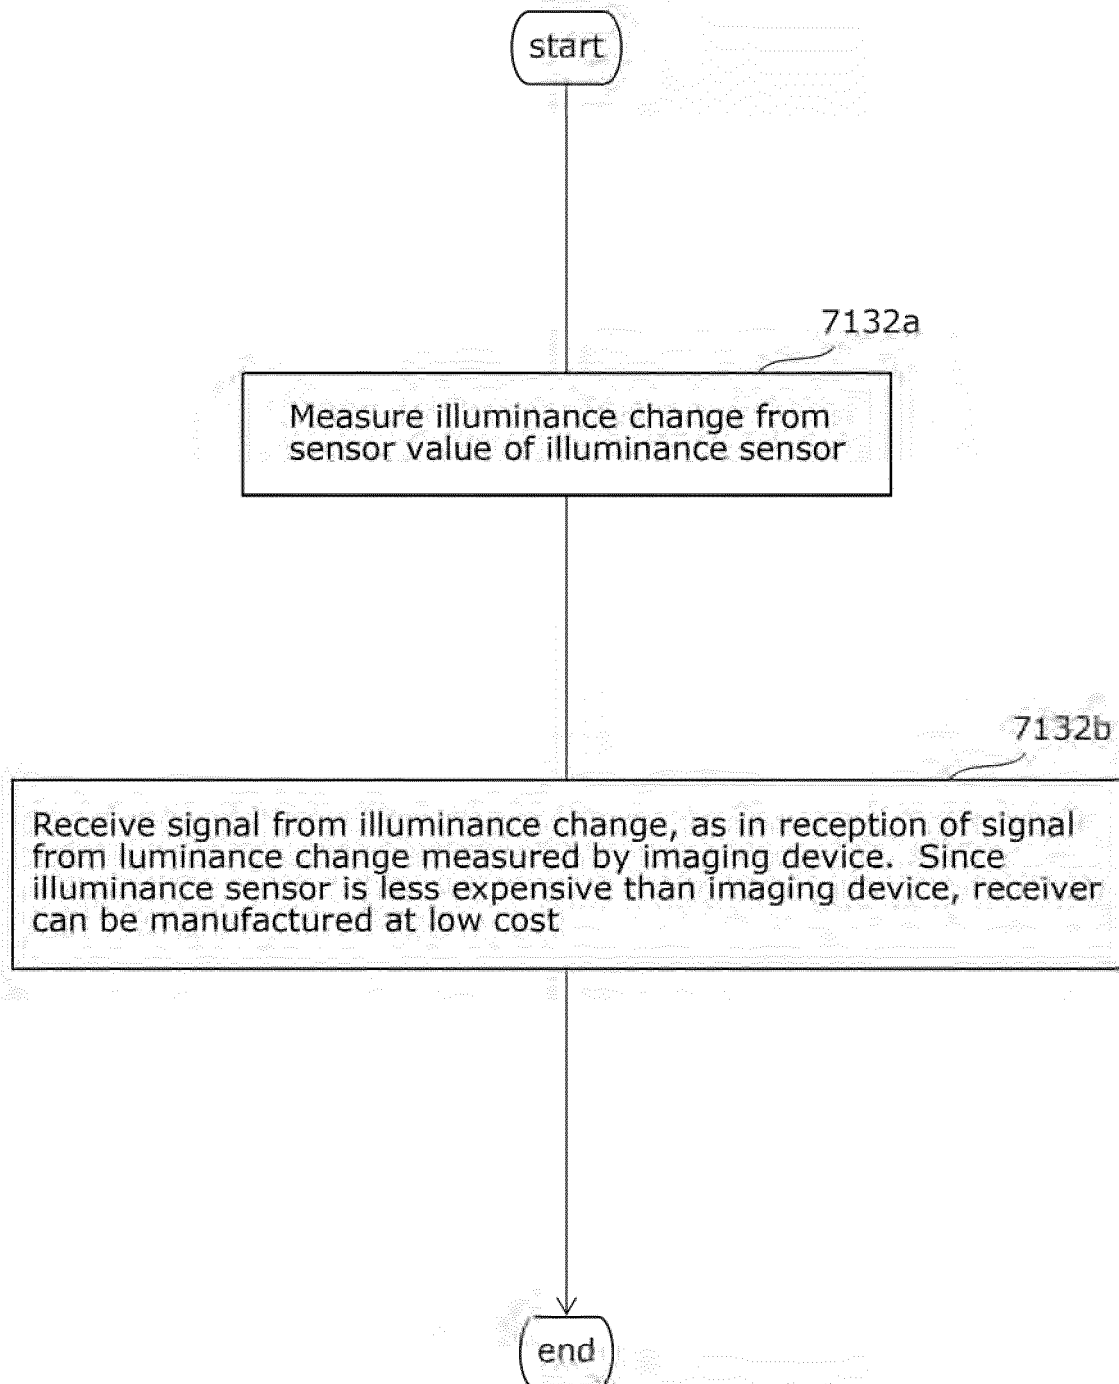 start
7132a
Measure illuminance change from
sensor value of illuminance sensor
7132b
Receive signal from illuminance change, as in reception of signal
from luminance change measured by imaging device.  Since
illuminance sensor is less expensive than imaging device, receiver
can be manufactured at low cost
end